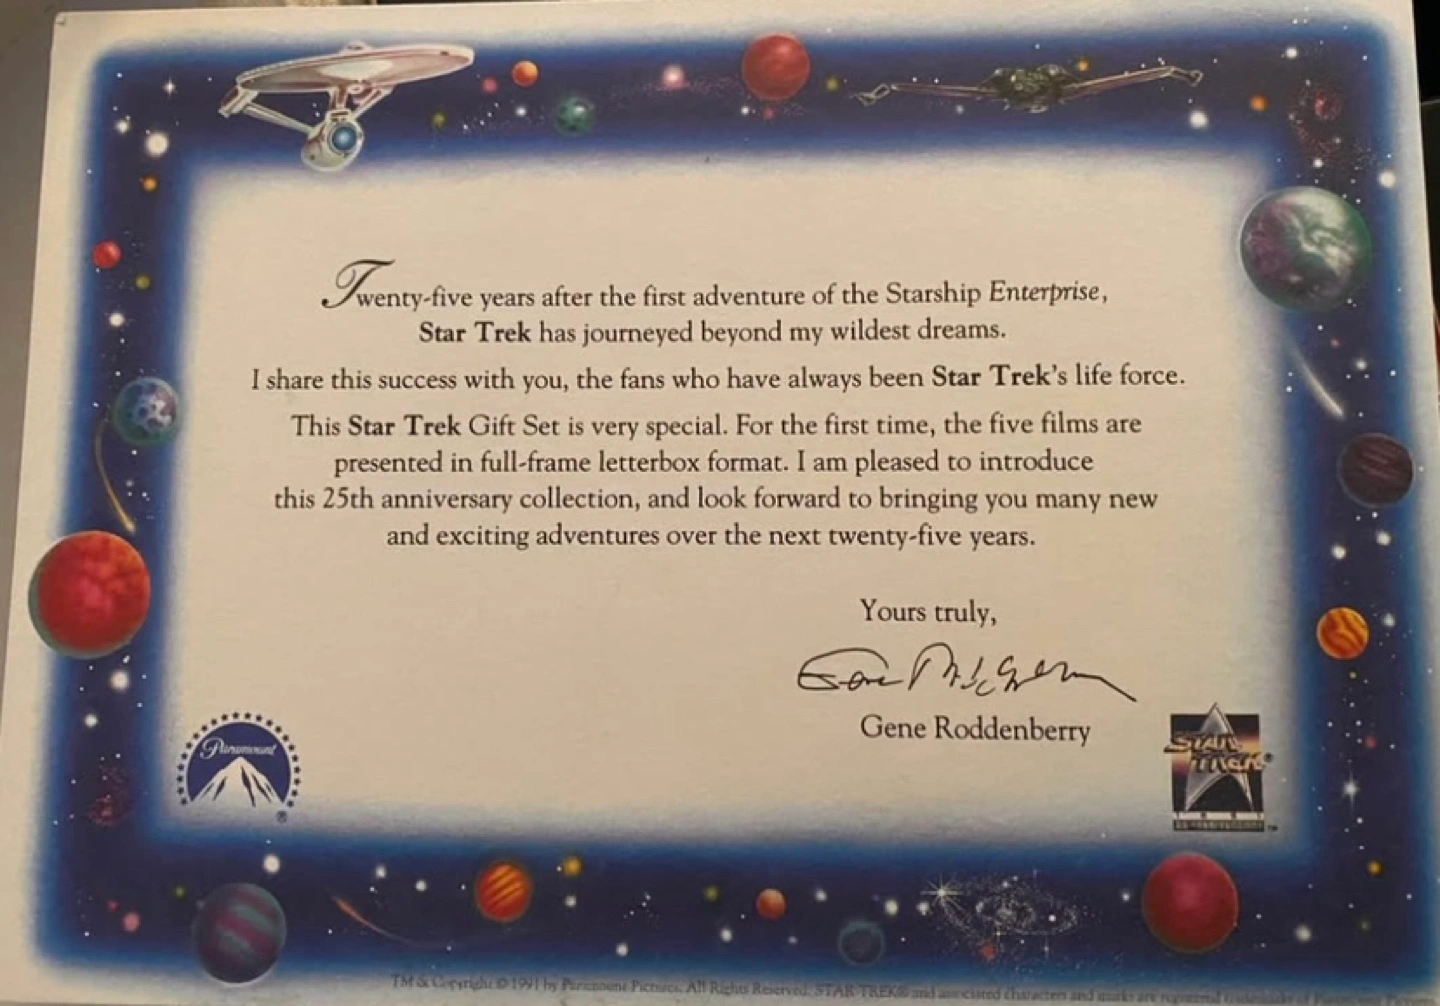 Twenty-five years after the first adventure of the Starship Enterprise,
Star Trek has journeyed beyond my wildest dreams.
I share this success with you, the fans who have always been Star Trek's life force.
This Star Trek Gift Set is very special. For the first time, the five films are
presented in full-frame letterbox format. I am pleased to introduce
this 25th anniversary collection, and look forward to bringing you many new
and exciting adventures over the next twenty-five years.
Yours truly,
Gene Roddenberry
Paramount
®
STAR
TREK®
TM & Copyright © 1991 by Paramount Pictures. All Rights Reserved. STAR TREK® and associated characters and marks are